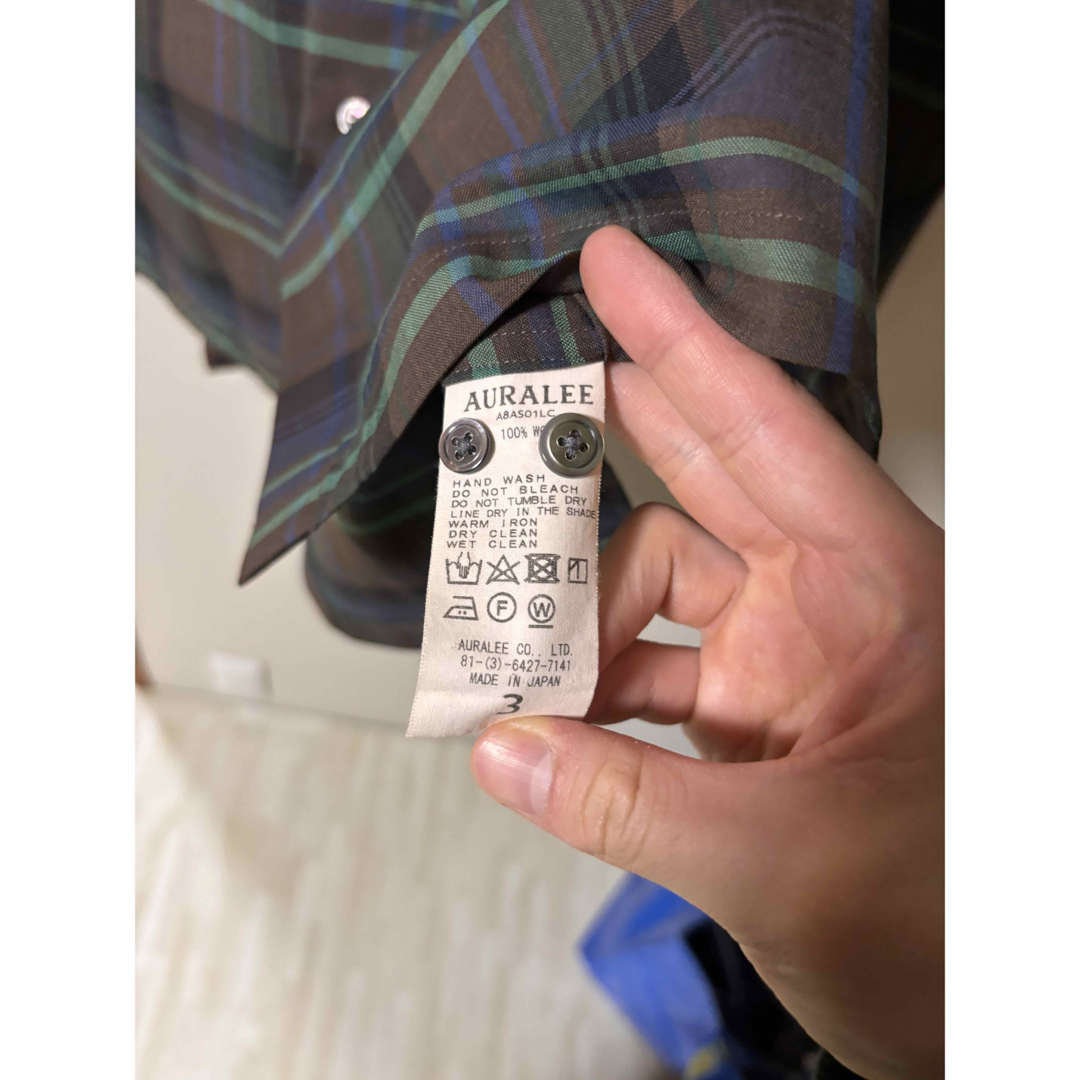 AURALEE
A8AS01LC
100%
HAND WASH
DO NOT BLEACH
DO NOT TUMBLE DRY
LINE DRY IN THE SHADE
WARM IRON
DRY CLEAN
WET CLEAN
F W
AURALEE CO., LTD.
81-(3)-6427-7141
MADE IN JAPAN
3